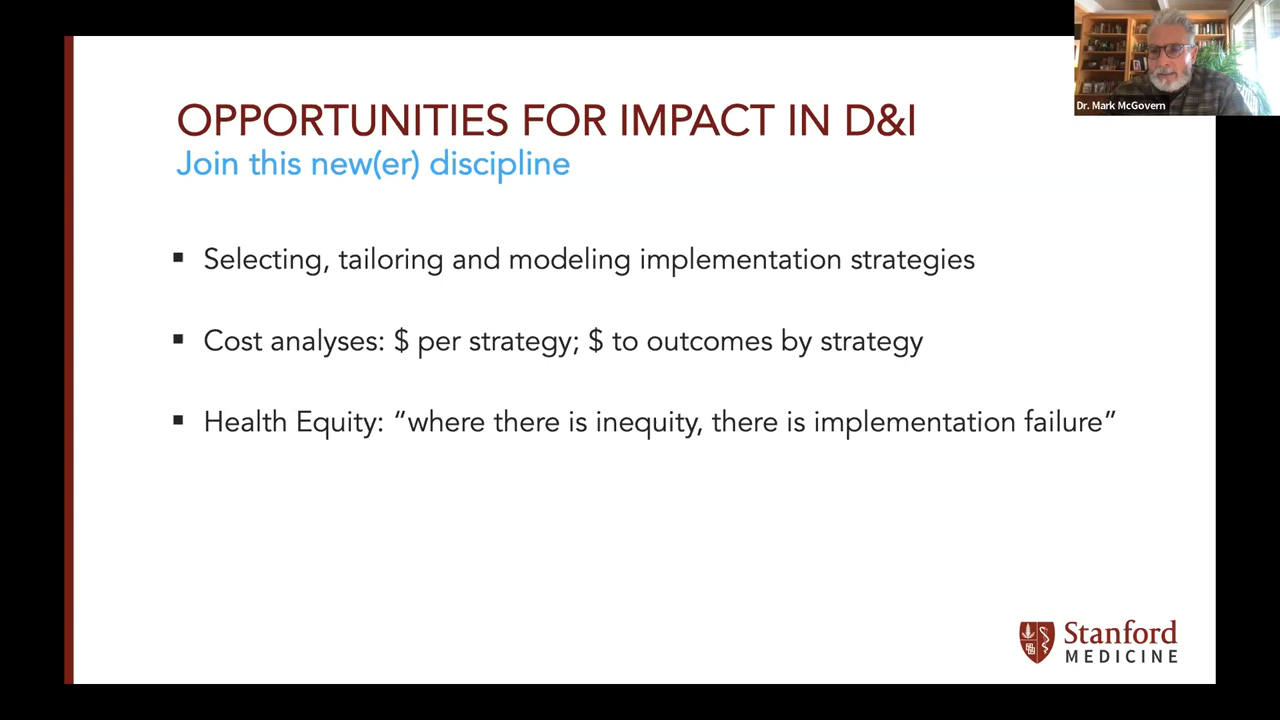 OPPORTUNITIES FOR IMPACT IN D&I
Join this new(er) discipline
▪ Selecting, tailoring and modeling implementation strategies
▪ Cost analyses: $ per strategy; $ to outcomes by strategy
▪ Health Equity: “where there is inequity, there is implementation failure”
Dr. Mark McGovern
Stanford
MEDICINE